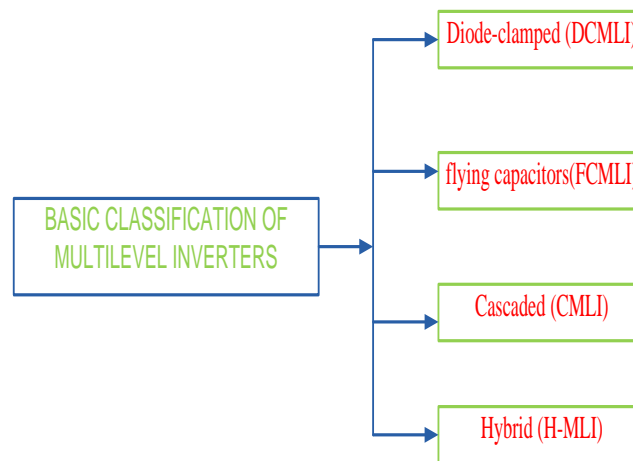 Diode-clamped (DCMLI)
flying capacitors(FCMLI)
BASIC CLASSIFICATION OF
MULTILEVEL INVERTERS
Cascaded (CMLI)
Hybrid (H-MLI)